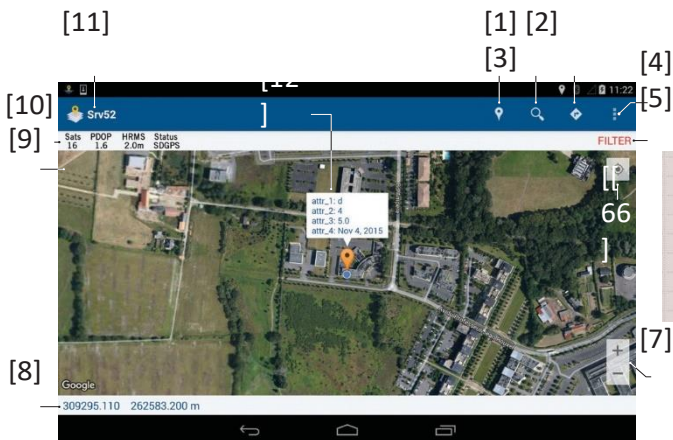 [11]
[1] [2]
[3]
[4]
[12
]
11:22
[10]
Srv52
[5]
[9]
Sats PDOP HRMS Status
16 1.6 2.0m SDGPS
FILTER
attr_1: d
attr_2: 4
attr_3: 5.0
attr_4: Nov 4, 2015
[[
66
]
[7]
+
−
[8]
Google
309295.110 262583.200 m